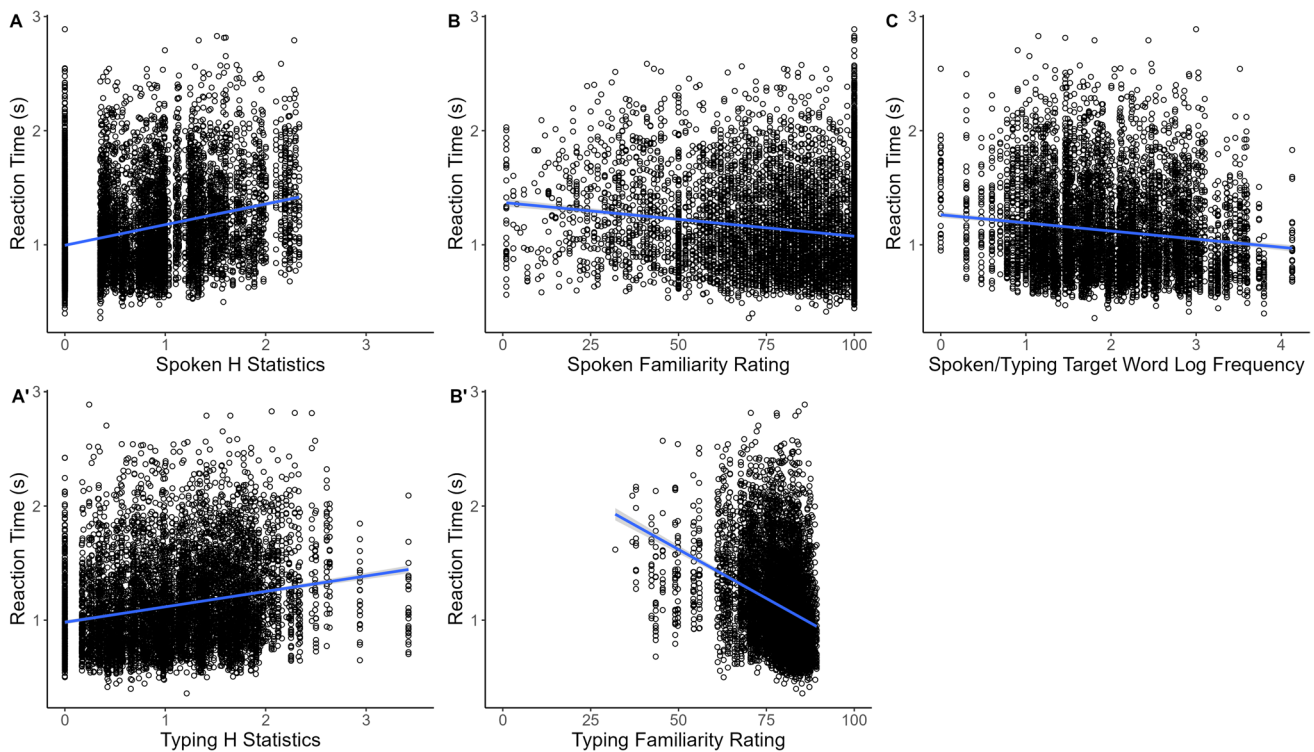 A
3
2
1
Reaction Time (s)
0 1 2 3
Spoken H Statistics
B
3
2
1
Reaction Time (s)
0 25 50 75 100
Spoken Familiarity Rating
C
3
2
1
Reaction Time (s)
0 1 2 3 4
Spoken/Typing Target Word Log Frequency
A'
3
2
1
Reaction Time (s)
0 1 2 3
Typing H Statistics
B'
3
2
1
Reaction Time (s)
0 25 50 75 100
Typing Familiarity Rating